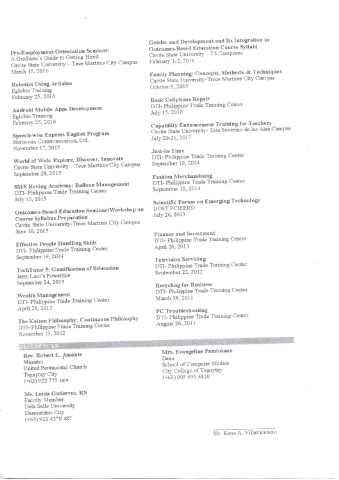 Pre-Employment Orientation Seminar:
A Graduate's Guide to Getting Hired
Cavite State University – Trece Martires City Campus
March 15, 2016
Robotics Using Arduino
Eglobio Training
February 25, 2016
Android Mobile Apps Development
Eglobio Training
February 25, 2016
Speech-wise Express English Program
Communication, Ltd.
November 17, 2015
World of Web: Explore, Discover, Innovate
Cavite State University – Trece Martires City Campus
September 28, 2015
SME Roving Academy: Balloon Management
DTI- Philippine Trade Training Center
July 13, 2015
Outcomes-Based Education Seminar/Workshop on
Course Syllabus Preparation
Cavite State University-Trece Martires City Campus
June 10, 2015
Effective People Handling Skills
DTI- Philippine Trade Training Center
September 19, 2014
TechTutor 5: Gamification of Education
Jerry Liao's Powertips
September 24, 2013
Wealth Management
DTI- Philippine Trade Training Center
April 26, 2013
The Kaizen Philosophy: Continuous Philosophy
DTI- Philippine Trade Training Center
November 13, 2012
Gender and Development and Its Integration to
Outcomes-Based Education Course Syllabi
Cavite State University – T3 Campuses
February 1-2, 2016
Family Planning: Concepts, Methods, & Techniques
Cavite State University-Trece Martires City Campus
October 5, 2015
Basic Cellphone Repair
DTI- Philippine Trade Training Center
July 15, 2016
Capability Enhancement Training for Teachers
Cavite State University- Don Severino de las Alas Campus
July 20-21, 2017
Just-in-Time
DTI- Philippine Trade Training Center
September 19, 2014
Fashion Merchandising
DTI- Philippine Trade Training Center
September 10, 2014
Scientific Forum on Emerging Technology
DOST PCIEERD
July 26, 2013
Finance and Investment
DTI- Philippine Trade Training Center
April 26, 2013
Television Servicing
DTI- Philippine Trade Training Center
September 22, 2012
Recycling for Business
DTI- Philippine Trade Training Center
March 30, 2011
PC Troubleshooting
DTI- Philippine Trade Training Center
August 26, 2011
REFERENCES
Rev. Robert L. Amante
Minister
United Pentecostal Church
Tagaytay City
(+63) 922 775
Ms. Loida Gutierrez, RN
Faculty Member
Dela Salle University
Dasmariñas City
(+63) 922 4578 487
Mrs. Evangeline Pamintuan
Dean
School of Computer Studies
City College of Tagaytay
(+63) 905 955 4410
Mr. A. Villavicencio